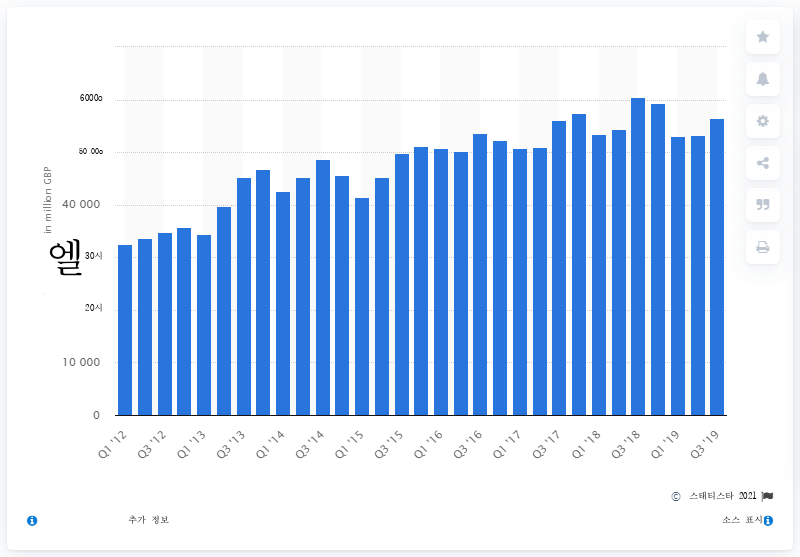 6000o
50 00o
40 000
30시
20시
10 000
0
in million GBP
엘
Q1 '12
Q3 '12
Q1 '13
Q3 '13
Q1 '14
Q3 '14
Q1 '15
Q3 '15
Q1 '16
Q3 '16
Q1 '17
Q3 '17
Q1 '18
Q3 '18
Q1 '19
Q3 '19
© 스태티스타 2021
추가 정보
소스 표시